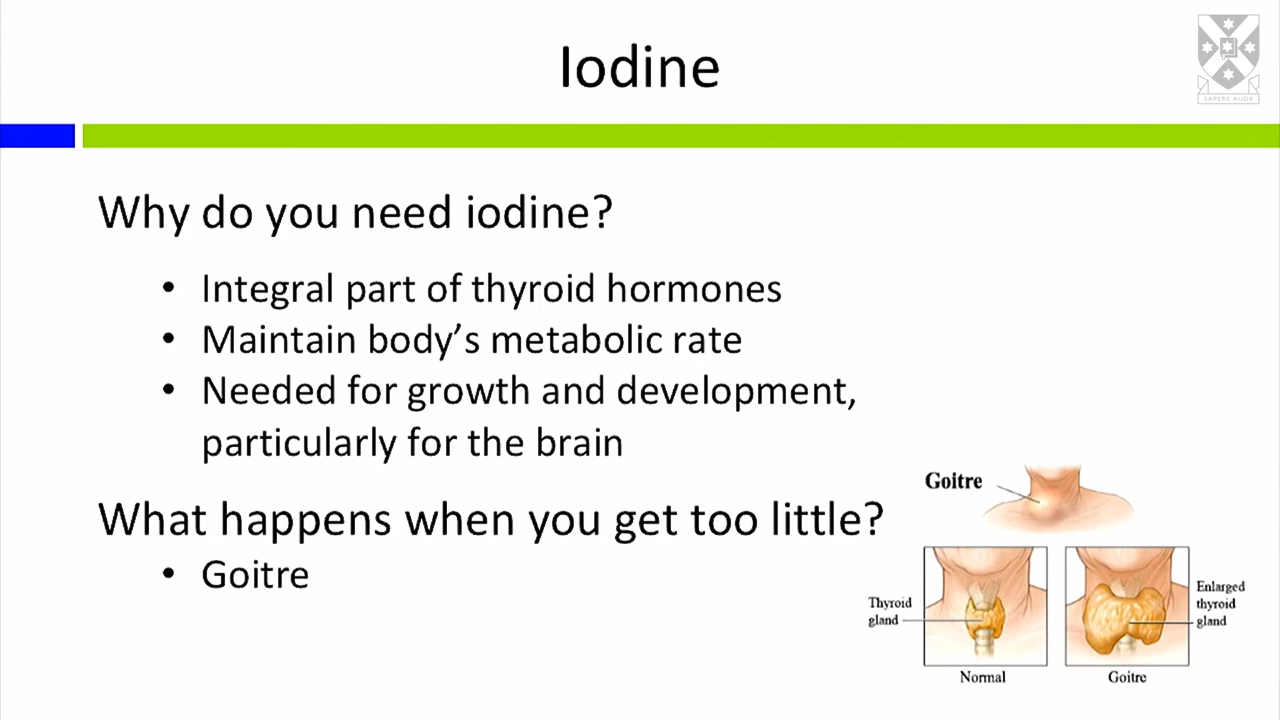 Iodine
SAPERE AUDE
Why do you need iodine?
• Integral part of thyroid hormones
• Maintain body’s metabolic rate
• Needed for growth and development,
particularly for the brain
What happens when you get too little?
• Goitre
Goitre
Thyroid
gland
Normal
Enlarged
thyroid
gland
Goitre